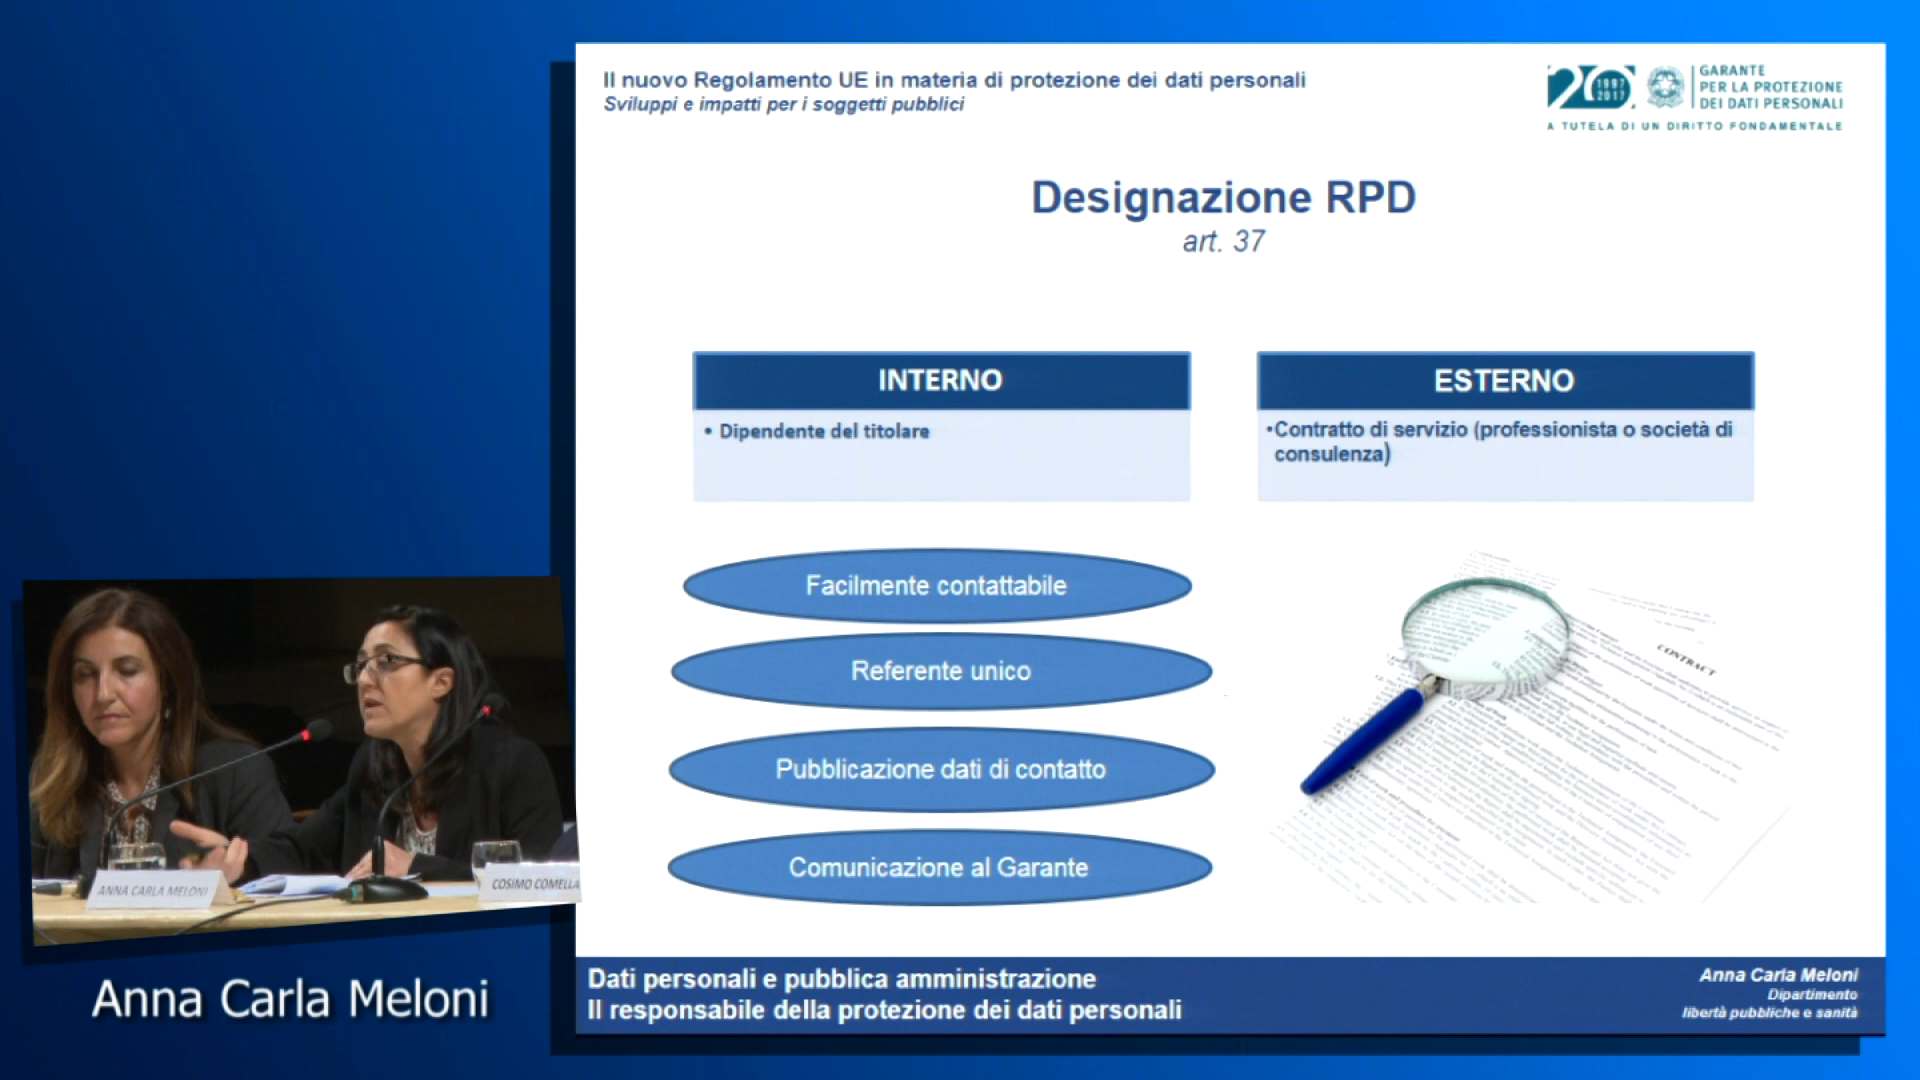 Il nuovo Regolamento UE in materia di protezione dei dati personali
Sviluppi e impatti per i soggetti pubblici
20
1997
2017
GARANTE
PER LA PROTEZIONE
DEI DATI PERSONALI
A TUTELA DI UN DIRITTO FONDAMENTALE
Designazione RPD
art. 37
INTERNO
• Dipendente del titolare
ESTERNO
•Contratto di servizio (professionista o società di
consulenza)
Facilmente contattabile
Referente unico
Pubblicazione dati di contatto
Comunicazione al Garante
CONTRACT
ANNA CARLA MELONI
COSIMO COMELLA
Anna Carla Meloni
Dati personali e pubblica amministrazione
Il responsabile della protezione dei dati personali
Anna Carla Meloni
Dipartimento
libertà pubbliche e sanità